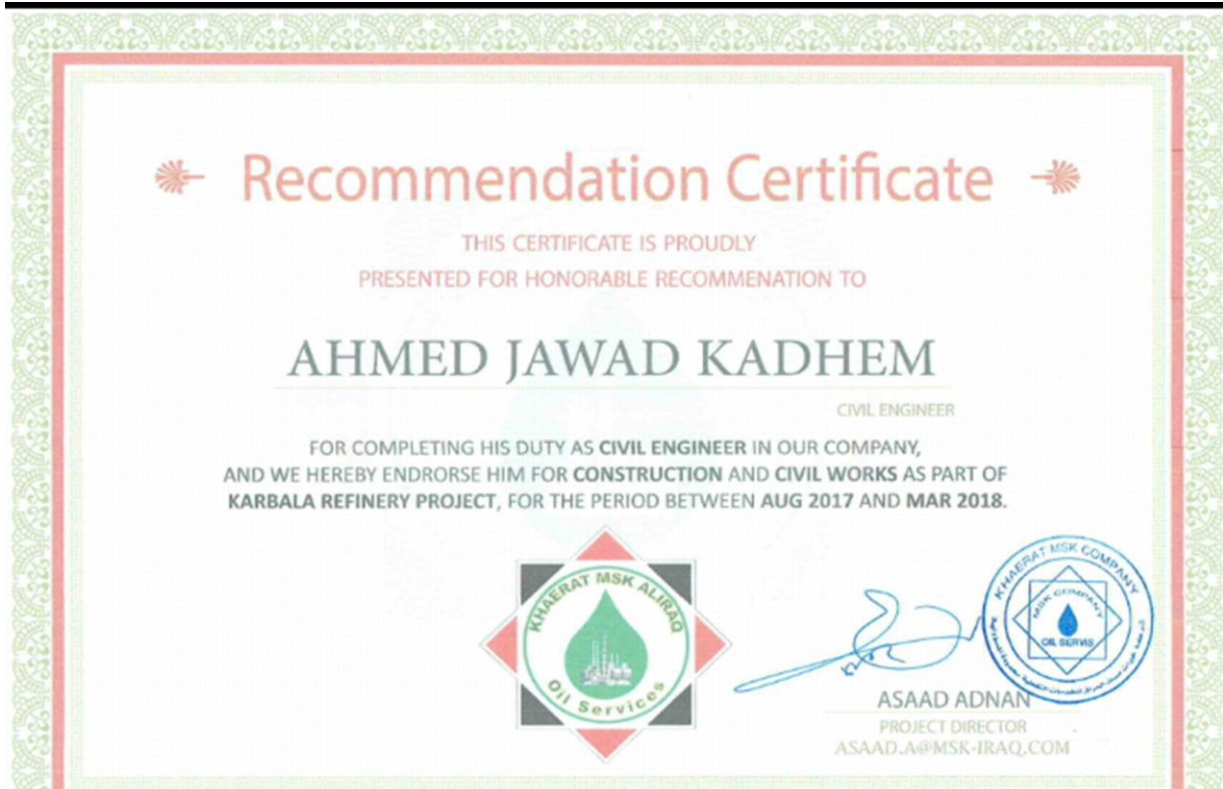 Recommendation Certificate
THIS CERTIFICATE IS PROUDLY
PRESENTED FOR HONORABLE RECOMMENATION TO
AHMED JAWAD KADHEM
CIVIL ENGINEER
FOR COMPLETING HIS DUTY AS CIVIL ENGINEER IN OUR COMPANY,
AND WE HEREBY ENDRORSE HIM FOR CONSTRUCTION AND CIVIL WORKS AS PART OF
KARBALA REFINERY PROJECT, FOR THE PERIOD BETWEEN AUG 2017 AND MAR 2018.
KHAERAT MSK ALIRAQ
Oil Services
KHAERAT MSK COMPANY
MSK COMPANY
OIL SERVIS
ASAAD ADNAN
PROJECT DIRECTOR
ASAAD.A@MSK-IRAQ.COM